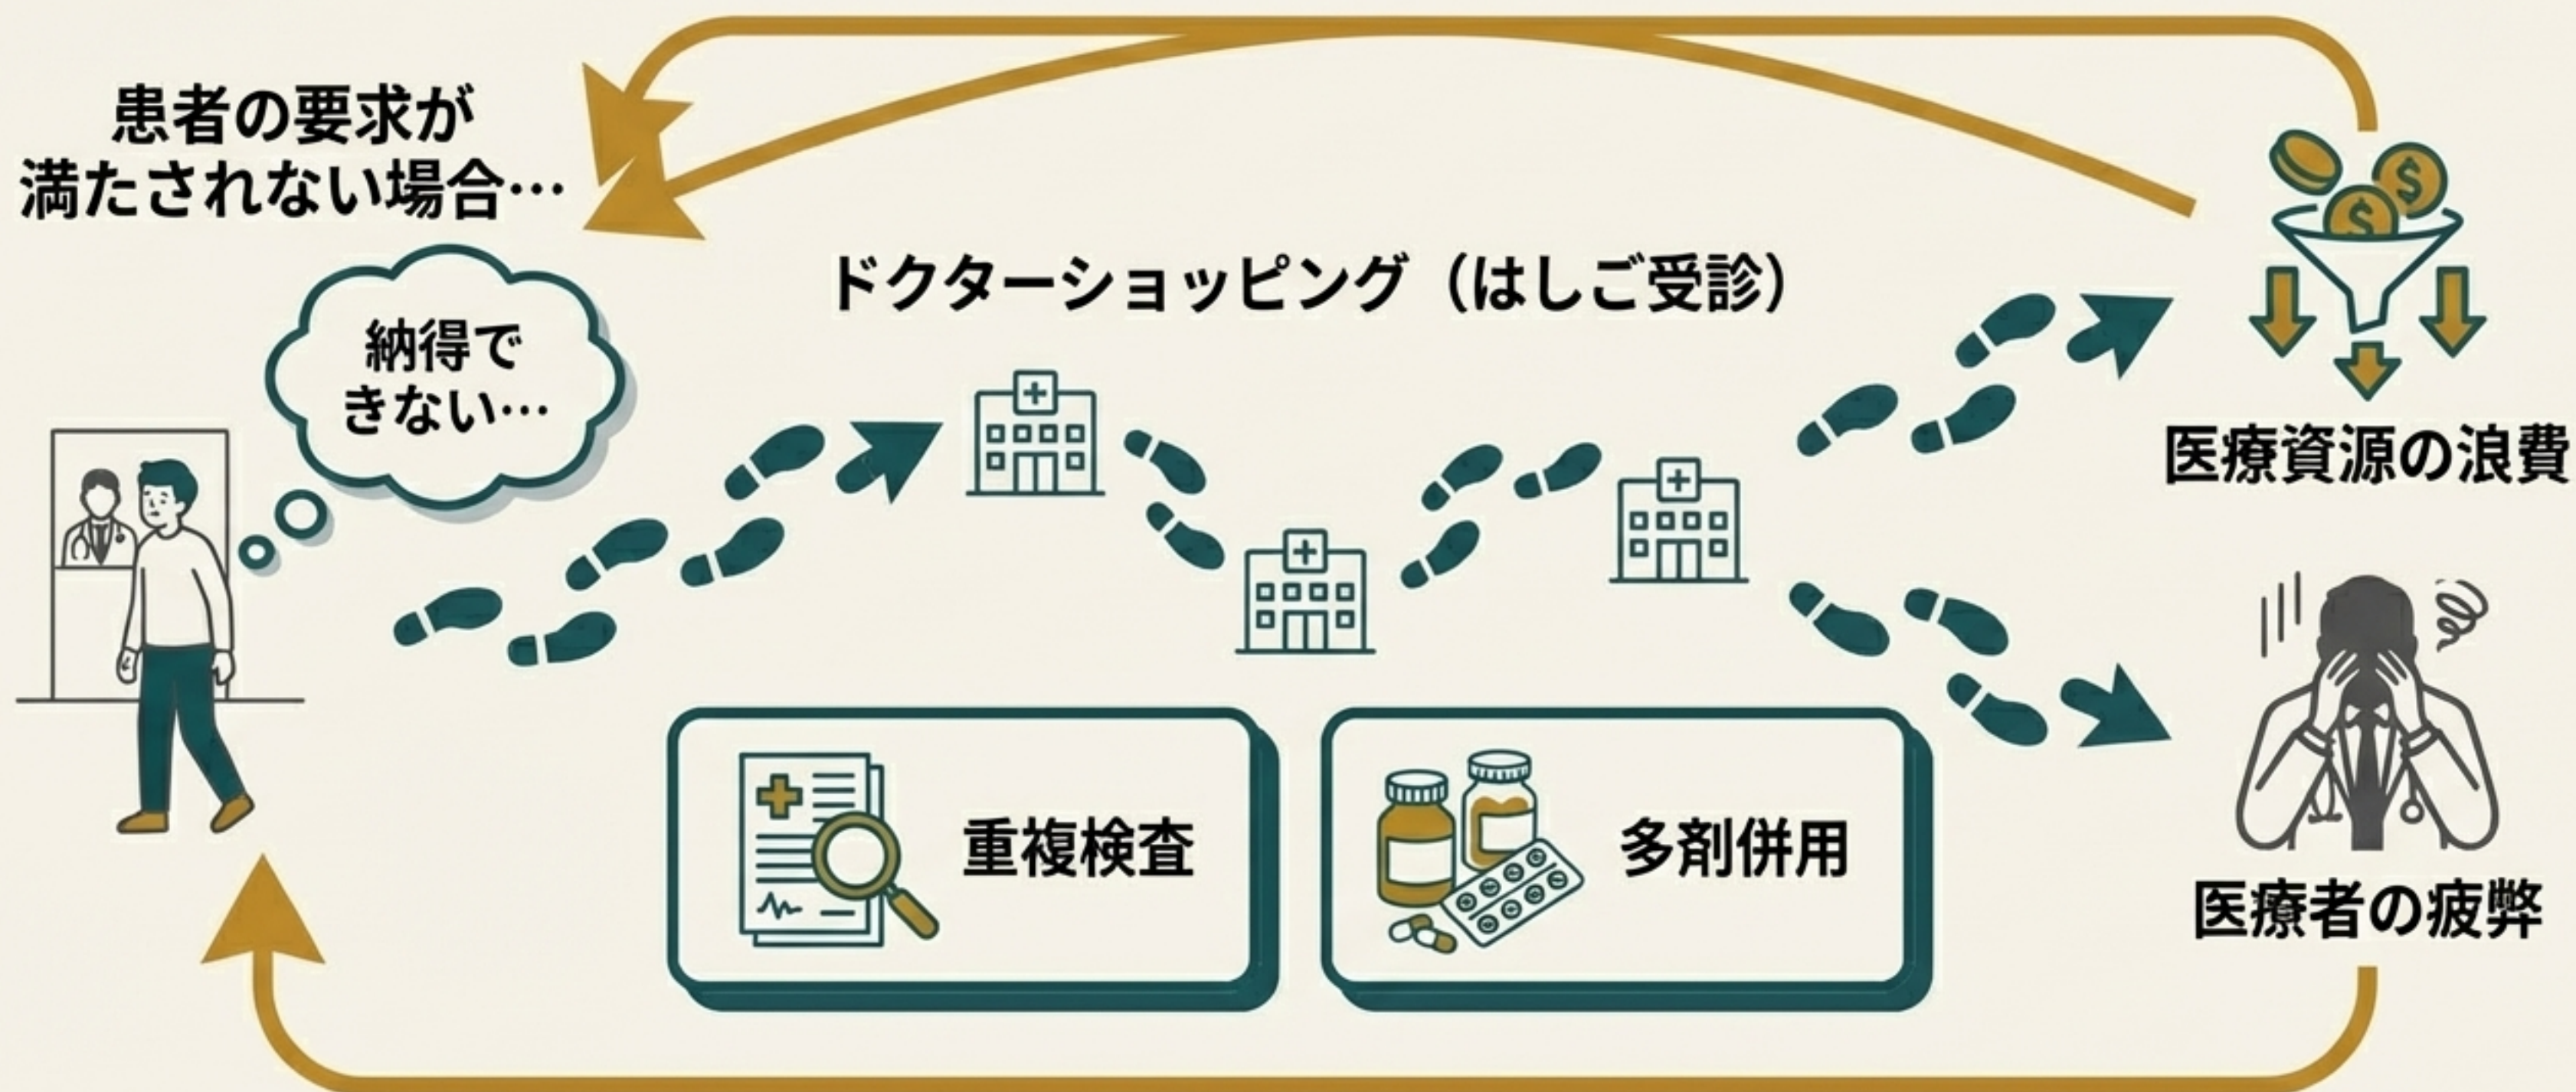 患者の要求が
満たされない場合…
納得で
きない…
ドクターショッピング（はしご受診）
医療資源の浪費
重複検査
多剤併用
医療者の疲弊